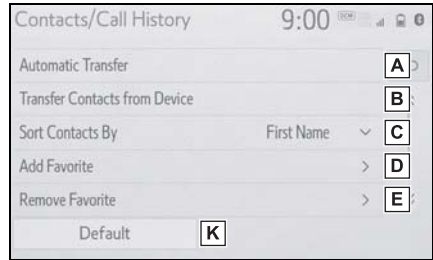 Contacts/Call History 9:00
Automatic Transfer A
Transfer Contacts from Device B
Sort Contacts By First Name C
Add Favorite D
Remove Favorite E
Default K